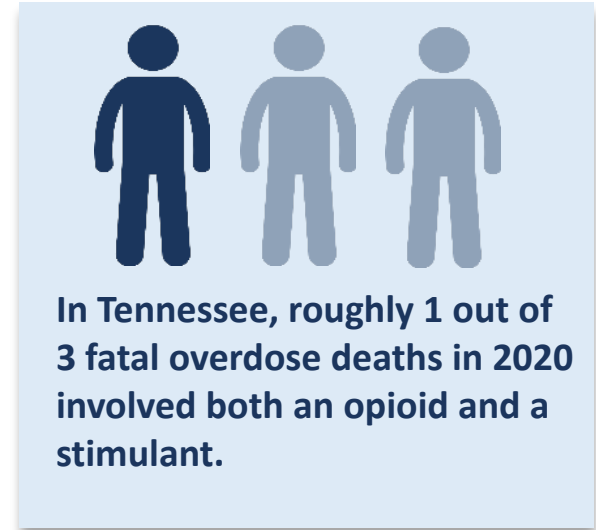 In Tennessee, roughly 1 out of
3 fatal overdose deaths in 2020
involved both an opioid and a
stimulant.